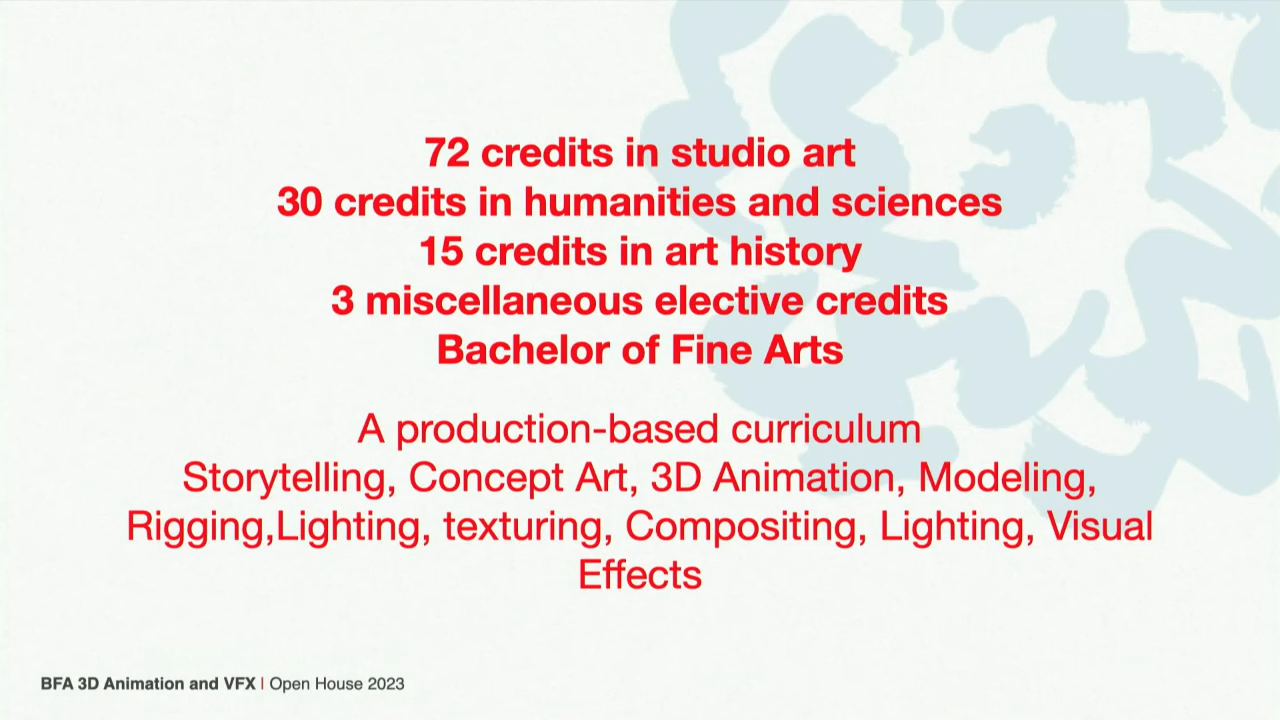 72 credits in studio art
30 credits in humanities and sciences
15 credits in art history
3 miscellaneous elective credits
Bachelor of Fine Arts
A production-based curriculum
Storytelling, Concept Art, 3D Animation, Modeling,
Rigging,Lighting, texturing, Compositing, Lighting, Visual
Effects
BFA 3D Animation and VFX | Open House 2023